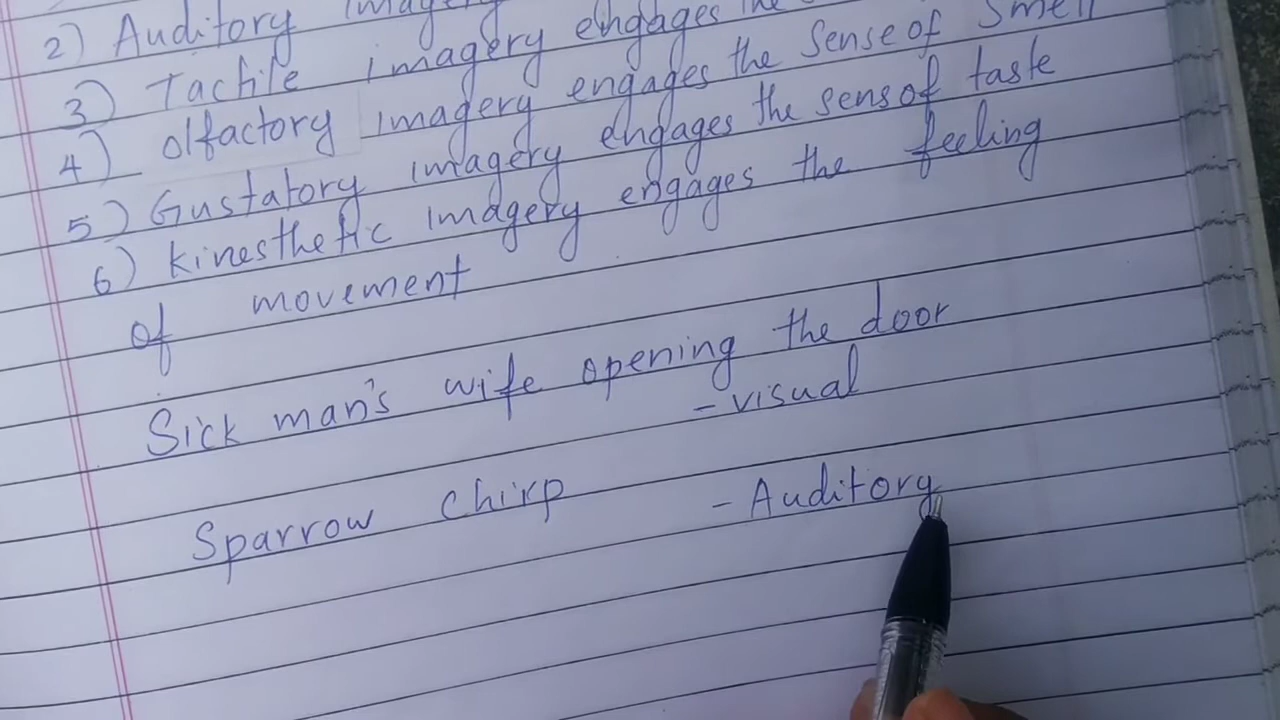 2) Auditory imagery
3) Tactile imagery engages the
4) olfactory imagery engages the Sense of Smell
5) Gustatory imagery engages the sens of taste
6) kinesthetic imagery engages the feeling
of movement
Sick man's wife opening the door
- visual
Sparrow chirp - Auditory